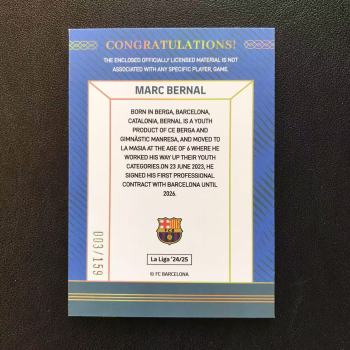 CONGRATULATIONS!
THE ENCLOSED OFFICIALLY LICENSED MATERIAL IS NOT
ASSOCIATED WITH ANY SPECIFIC PLAYER, GAME.
MARC BERNAL
BORN IN BERGA, BARCELONA,
CATALONIA, BERNAL IS A YOUTH
PRODUCT OF CE BERGA AND
GIMNÀSTIC MANRESA, AND MOVED TO
LA MASIA AT THE AGE OF 6 WHERE HE
WORKED HIS WAY UP THEIR YOUTH
CATEGORIES.ON 23 JUNE 2023, HE
SIGNED HIS FIRST PROFESSIONAL
CONTRACT WITH BARCELONA UNTIL
2026.
003/159
FCB
La Liga '24/25
© FC BARCELONA